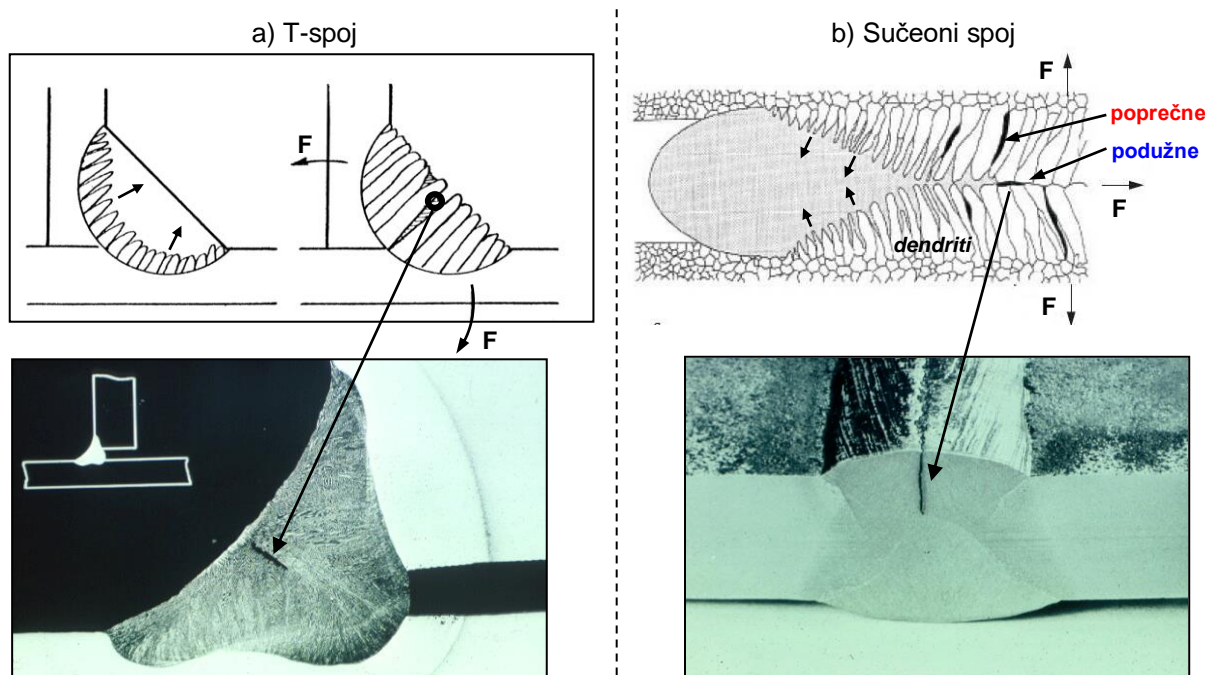 a) T-spoj
F
F
b) Sučeoni spoj
F
poprečne
podužne
F
dendriti
F